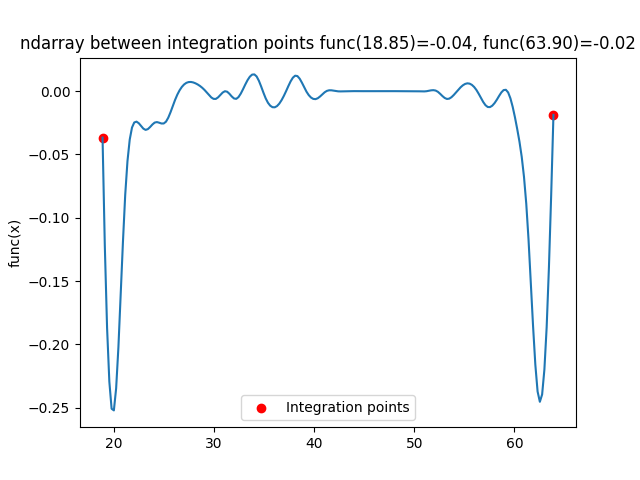 ndarray between integration points func(18.85)=-0.04, func(63.90)=-0.02
0.00
−0.05
−0.10
−0.15
−0.20
−0.25
func(x)
Integration points
20 30 40 50 60